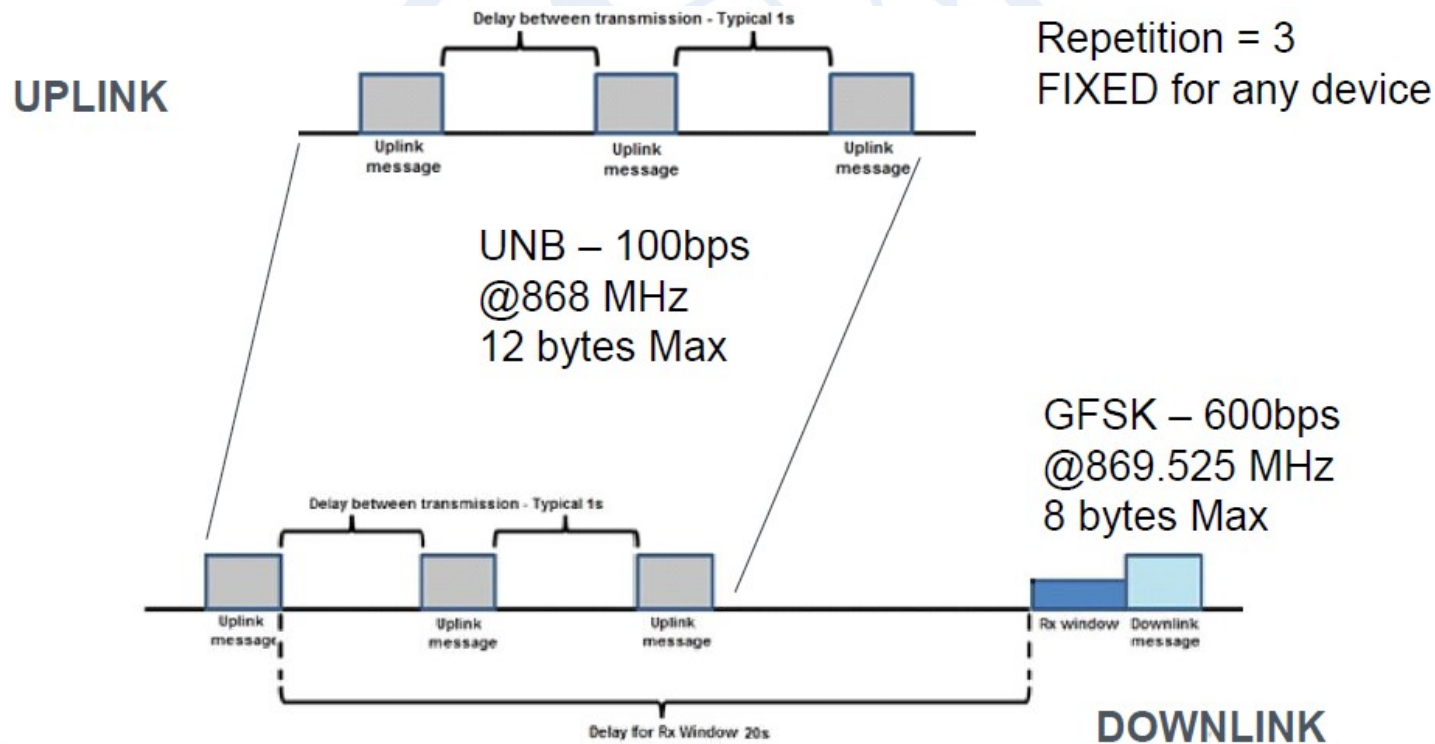 Delay between transmission - Typical 1s
Repetition = 3
FIXED for any device
UPLINK
Uplink
message
Uplink
message
Uplink
message
UNB – 100bps
@868 MHz
12 bytes Max
GFSK – 600bps
@869.525 MHz
8 bytes Max
Delay between transmission - Typical 1s
Uplink
message
Uplink
message
Uplink
message
Rx window
Downlink
message
Delay for Rx Window 20s
DOWNLINK